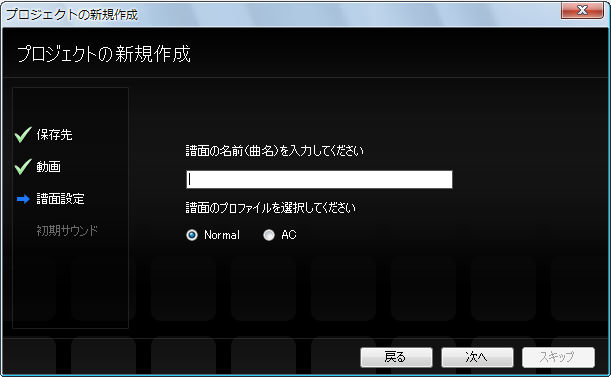 プロジェクトの新規作成
プロジェクトの新規作成
保存先
動画
譜面設定
初期サウンド
譜面の名前(曲名)を入力してください
譜面のプロファイルを選択してください
Normal AC
戻る 次へ スキップ